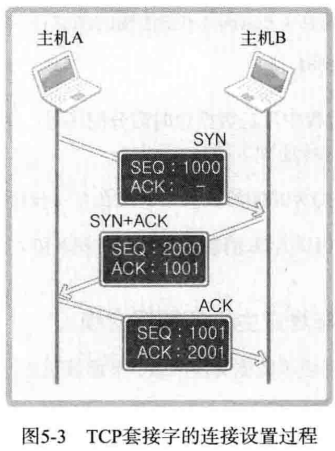 主机A
主机B
SYN
SEQ：1000
ACK： –
SYN+ACK
SEQ：2000
ACK：1001
ACK
SEQ：1001
ACK：2001
图5-3 TCP套接字的连接设置过程